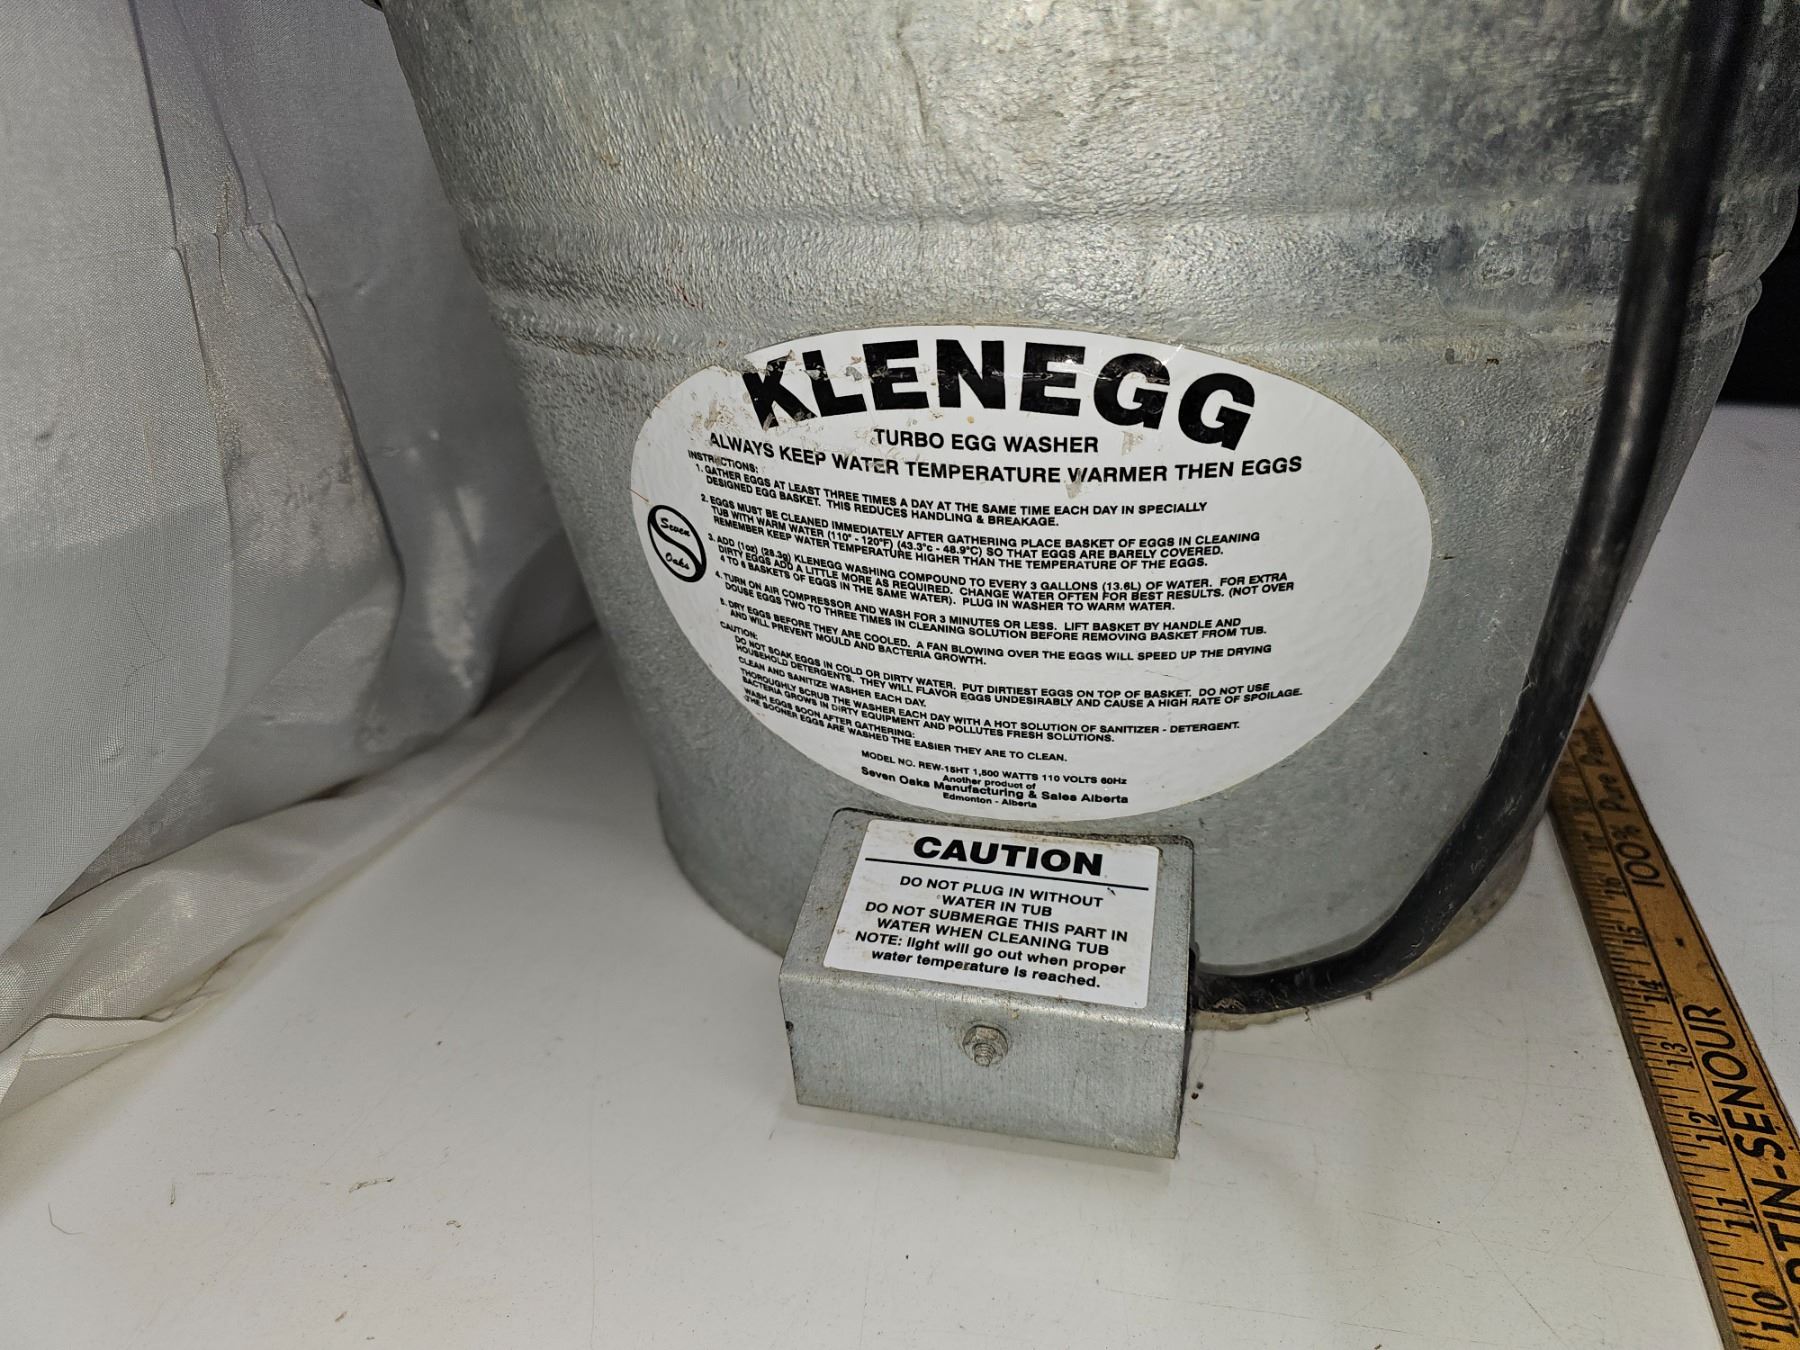 KLENEGG
TURBO EGG WASHER
ALWAYS KEEP WATER TEMPERATURE WARMER THEN EGGS
INSTRUCTIONS:
1. GATHER EGGS AT LEAST THREE TIMES A DAY AT THE SAME TIME EACH DAY IN SPECIALLY
DESIGNED EGG BASKET. THIS REDUCES HANDLING & BREAKAGE.
2. EGGS MUST BE CLEANED IMMEDIATELY AFTER GATHERING PLACE BASKET OF EGGS IN CLEANING
TUB WITH WARM WATER (110° - 120°F) (43.3°c - 48.9°C) SO THAT EGGS ARE BARELY COVERED.
REMEMBER KEEP WATER TEMPERATURE HIGHER THAN THE TEMPERATURE OF THE EGGS.
3. ADD (1oz) (28.3g) KLENEGG WASHING COMPOUND TO EVERY 3 GALLONS (13.6L) OF WATER. FOR EXTRA
DIRTY EGGS ADD A LITTLE MORE AS REQUIRED. CHANGE WATER OFTEN FOR BEST RESULTS. (NOT OVER
4 TO 6 BASKETS OF EGGS IN THE SAME WATER). PLUG IN WASHER TO WARM WATER.
4. TURN ON AIR COMPRESSOR AND WASH FOR 3 MINUTES OR LESS. LIFT BASKET BY HANDLE AND
DOUSE EGGS TWO TO THREE TIMES IN CLEANING SOLUTION BEFORE REMOVING BASKET FROM TUB.
5. DRY EGGS BEFORE THEY ARE COOLED. A FAN BLOWING OVER THE EGGS WILL SPEED UP THE DRYING
AND WILL PREVENT MOULD AND BACTERIA GROWTH.
CAUTION:
DO NOT SOAK EGGS IN COLD OR DIRTY WATER. PUT DIRTIEST EGGS ON TOP OF BASKET. DO NOT USE
HOUSEHOLD DETERGENTS. THEY WILL FLAVOR EGGS UNDESIRABLY AND CAUSE A HIGH RATE OF SPOILAGE.
CLEAN AND SANITIZE WASHER EACH DAY.
THOROUGHLY SCRUB THE WASHER EACH DAY WITH A HOT SOLUTION OF SANITIZER - DETERGENT.
BACTERIA GROWS IN DIRTY EQUIPMENT AND POLLUTES FRESH SOLUTIONS.
WASH EGGS SOON AFTER GATHERING:
THE SOONER EGGS ARE WASHED THE EASIER THEY ARE TO CLEAN.
MODEL NO. REW-15HT 1,500 WATTS 110 VOLTS 60Hz
Another product of
Seven Oaks Manufacturing & Sales Alberta
Edmonton - Alberta
Seven
Oaks
CAUTION
DO NOT PLUG IN WITHOUT
WATER IN TUB
DO NOT SUBMERGE THIS PART IN
WATER WHEN CLEANING TUB
NOTE: light will go out when proper
water temperature is reached.
100% Pure Paint
TIN-SENOUR
10 11 12 13 14 15 16 17